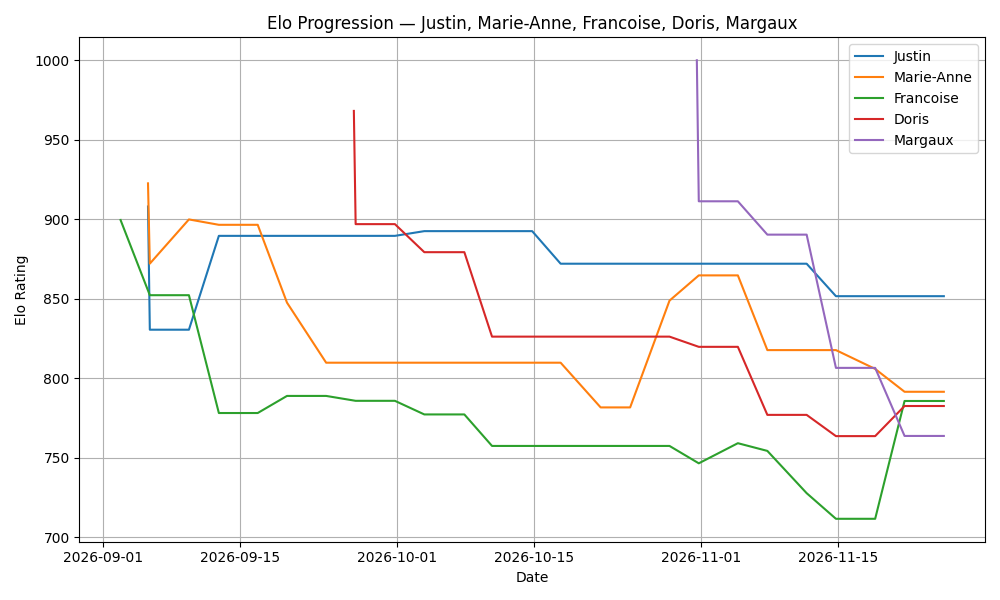 Elo Progression — Justin, Marie-Anne, Francoise, Doris, Margaux
Justin
Marie-Anne
Francoise
Doris
Margaux
1000
950
900
850
800
750
700
Elo Rating
2026-09-01 2026-09-15 2026-10-01 2026-10-15 2026-11-01 2026-11-15
Date